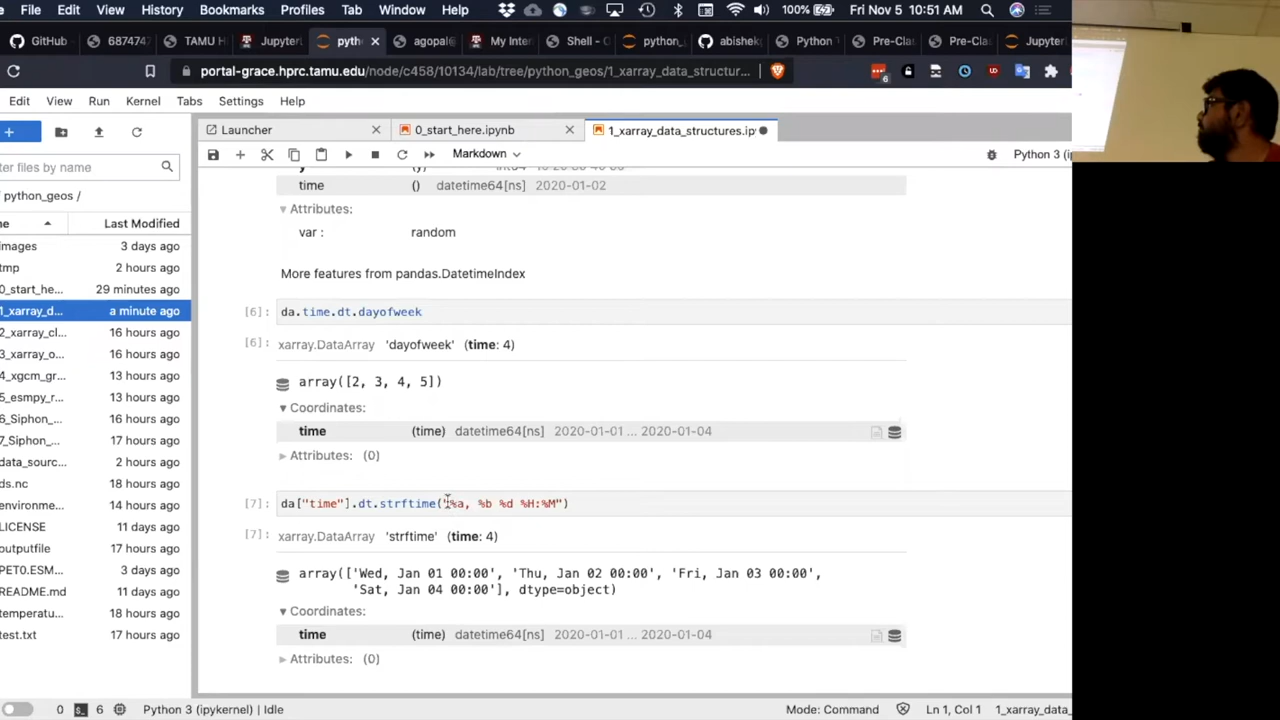 File Edit View History Bookmarks Profiles Tab Window Help 100% Fri Nov 5 10:51 AM
GitHub 6874747 TAMU H Jupyterl pyth agopal My Inter Shell - O python_ abishek Python Pre-Clas Pre-Clas Jupyte
portal-grace.hprc.tamu.edu/node/c458/10134/lab/tree/python_geos/1_xarray_data_structur... 6
Edit View Run Kernel Tabs Settings Help
Launcher 0_start_here.ipynb 1_xarray_data_structures.ip
Markdown Python 3 (ip
ter files by name
/ python_geos /
ne Last Modified
images 3 days ago
tmp 2 hours ago
0_start_he... 29 minutes ago
1_xarray_d... a minute ago
2_xarray_cl... 16 hours ago
3_xarray_o... 16 hours ago
4_xgcm_gr... 13 hours ago
5_esmpy_r... 13 hours ago
6_Siphon_... 16 hours ago
7_Siphon_... 17 hours ago
data_sourc... 2 hours ago
ds.nc 16 hours ago
environme... 14 hours ago
LICENSE 11 days ago
outputfile 17 hours ago
PET0.ESM... 3 days ago
README.md 11 days ago
temperatu... 18 hours ago
test.txt 17 hours ago
time () datetime64[ns] 2020-01-02
Attributes:
var : random
More features from pandas.DatetimeIndex
[6]: da.time.dt.dayofweek
[6]: xarray.DataArray 'dayofweek' (time: 4)
array([2, 3, 4, 5])
Coordinates:
time (time) datetime64[ns] 2020-01-01 ... 2020-01-04
Attributes: (0)
[7]: da["time"].dt.strftime("%a, %b %d %H:%M")
[7]: xarray.DataArray 'strftime' (time: 4)
array(['Wed, Jan 01 00:00', 'Thu, Jan 02 00:00', 'Fri, Jan 03 00:00',
'Sat, Jan 04 00:00'], dtype=object)
Coordinates:
time (time) datetime64[ns] 2020-01-01 ... 2020-01-04
Attributes: (0)
0 6 Python 3 (ipykernel) | Idle Mode: Command Ln 1, Col 1 1_xarray_data_